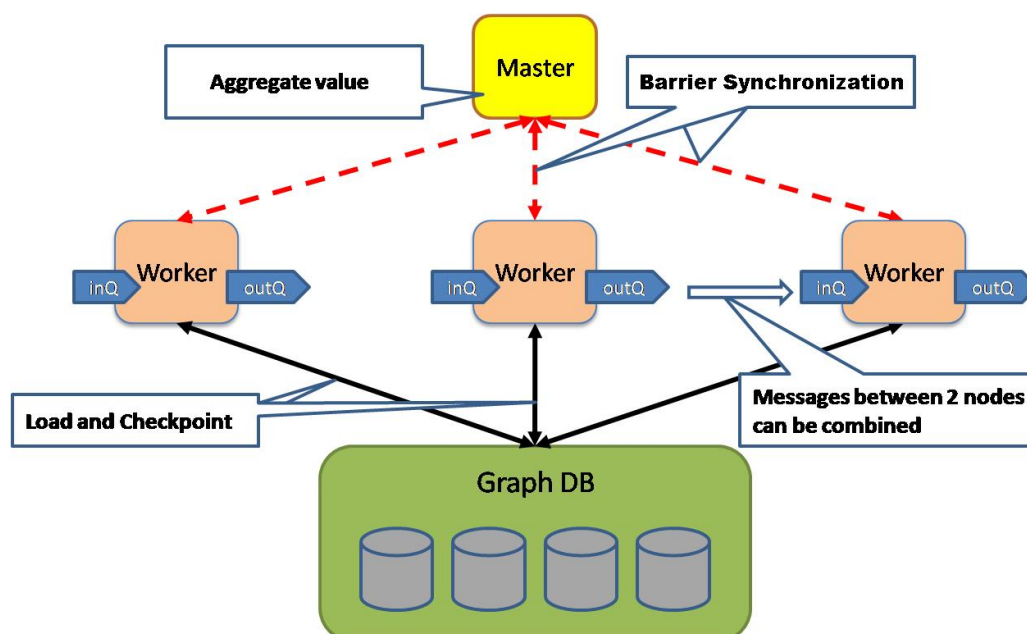 Master
Aggregate value
Barrier Synchronization
Worker
inQ
outQ
Worker
inQ
outQ
Worker
inQ
outQ
Load and Checkpoint
Messages between 2 nodes
can be combined
Graph DB